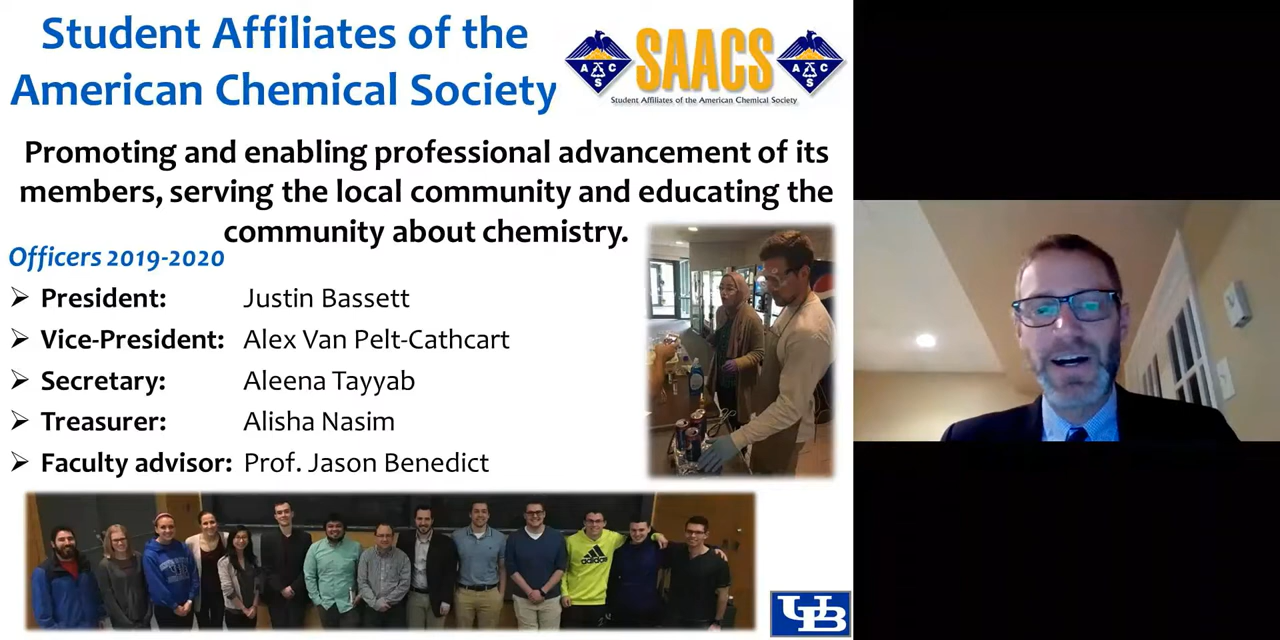 Student Affiliates of the
American Chemical Society
A C S
SAACS
A C S
Student Affiliates of the American Chemical Society
Promoting and enabling professional advancement of its
members, serving the local community and educating the
community about chemistry.
Officers 2019-2020
President: Justin Bassett
Vice-President: Alex Van Pelt-Cathcart
Secretary: Aleena Tayyab
Treasurer: Alisha Nasim
Faculty advisor: Prof. Jason Benedict
adidas
UB